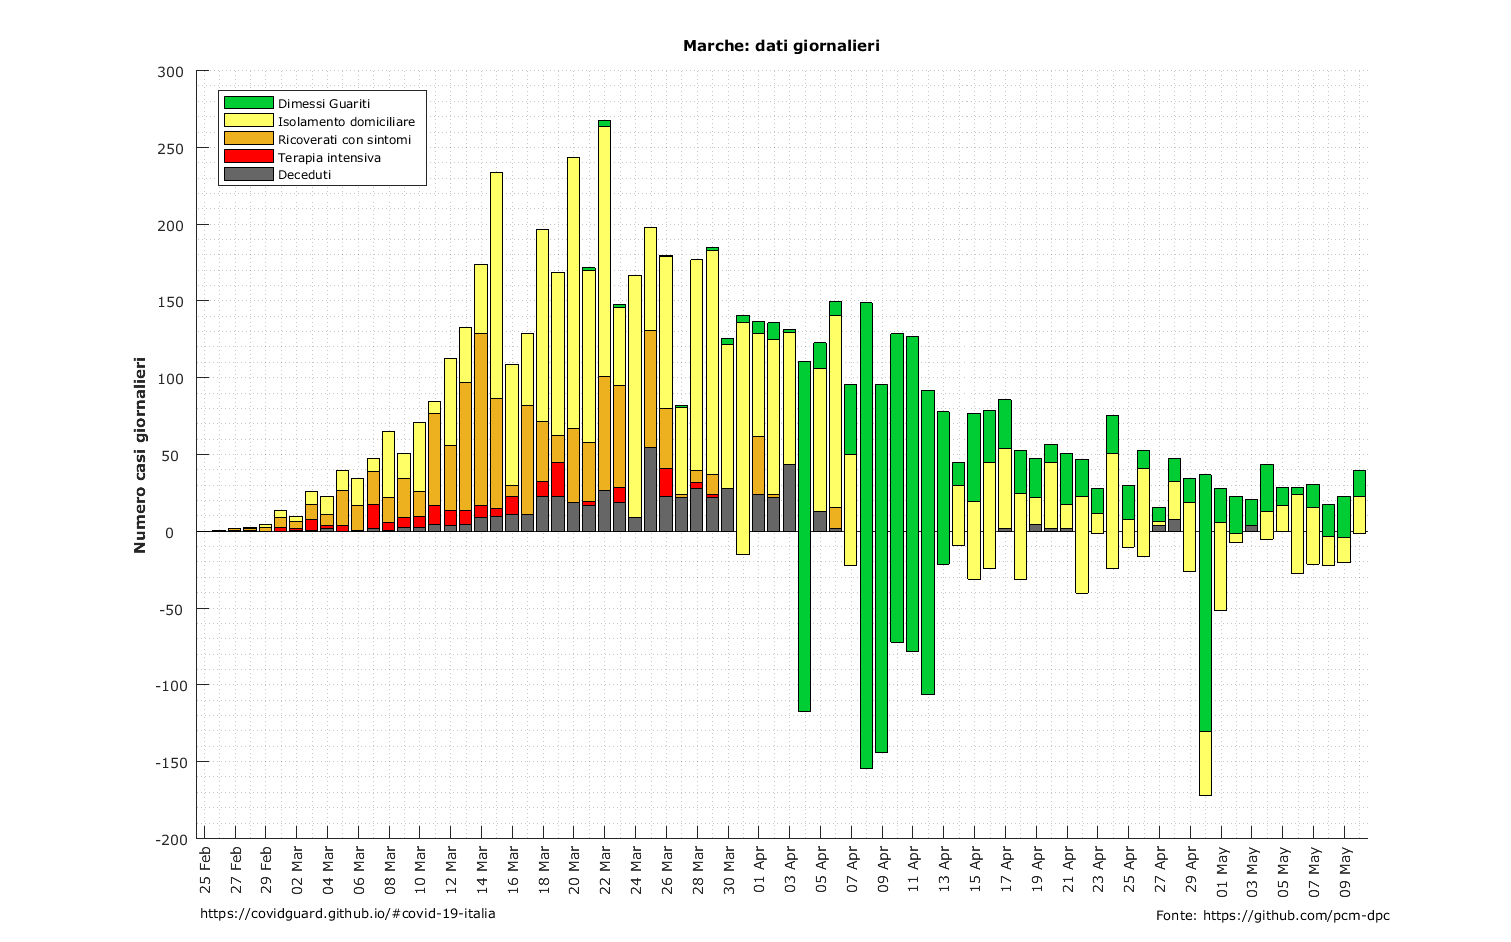 Marche: dati giornalieri
300
250
200
150
100
50
0
-50
-100
-150
-200
Numero casi giornalieri
Dimessi Guariti
Isolamento domiciliare
Ricoverati con sintomi
Terapia intensiva
Deceduti
25 Feb
27 Feb
29 Feb
02 Mar
04 Mar
06 Mar
08 Mar
10 Mar
12 Mar
14 Mar
16 Mar
18 Mar
20 Mar
22 Mar
24 Mar
26 Mar
28 Mar
30 Mar
01 Apr
03 Apr
05 Apr
07 Apr
09 Apr
11 Apr
13 Apr
15 Apr
17 Apr
19 Apr
21 Apr
23 Apr
25 Apr
27 Apr
29 Apr
01 May
03 May
05 May
07 May
09 May
https://covidguard.github.io/#covid-19-italia
Fonte: https://github.com/pcm-dpc